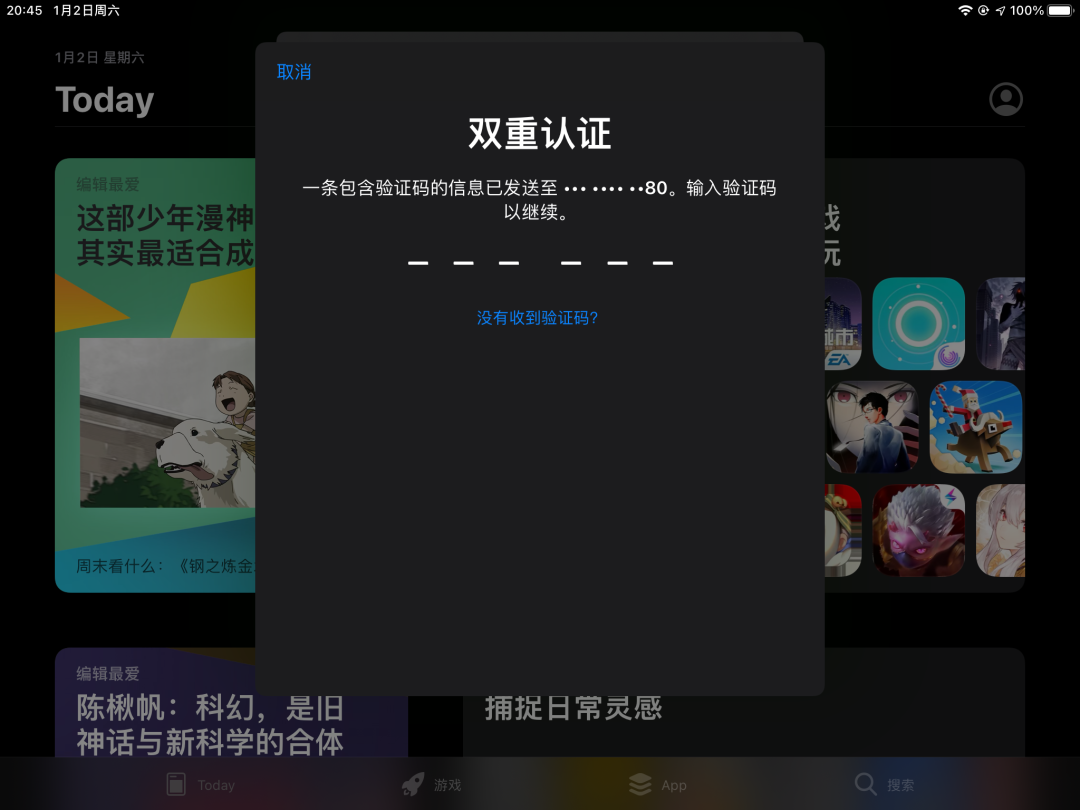 20:45 1月2日周六
100%
1月2日 星期六
Today
取消
双重认证
一条包含验证码的信息已发送至 ••• •••• ••80。输入验证码
以继续。
没有收到验证码?
编辑最爱
这部少年漫神
其实最适合成
周末看什么：《钢之炼金
戏
玩
城市
EA
编辑最爱
陈楸帆：科幻，是旧
神话与新科学的合体
捕捉日常灵感
Today
游戏
App
搜索